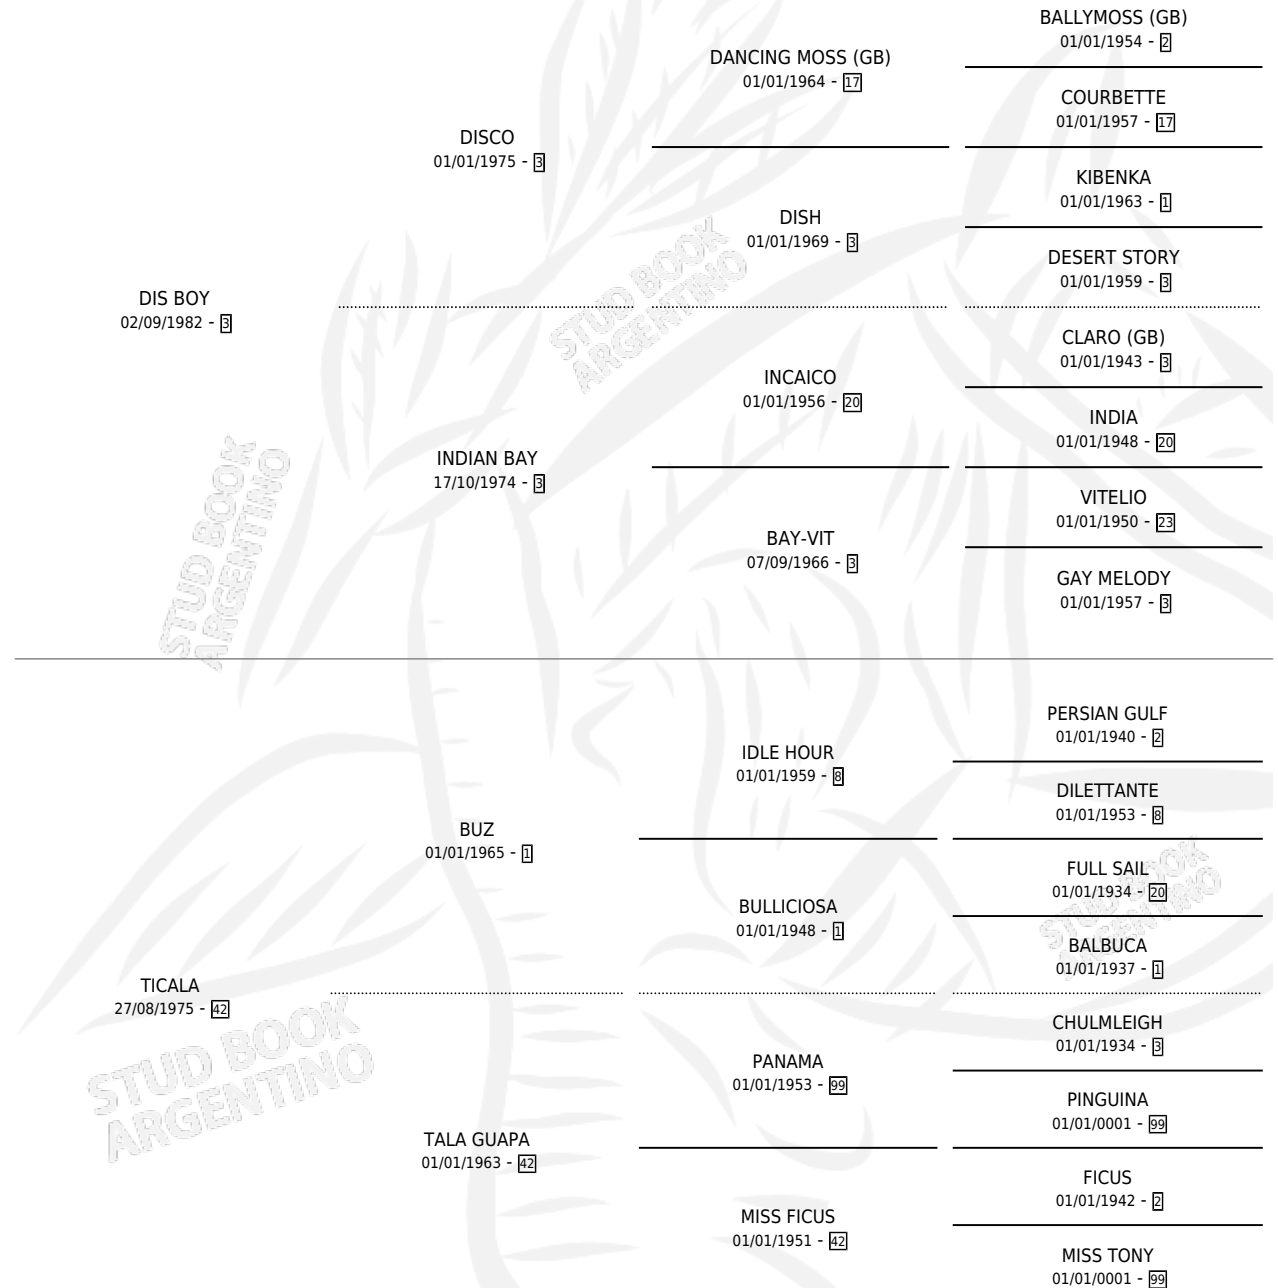 BALLYMOSS (GB)
01/01/1954 - 2
DANCING MOSS (GB)
01/01/1964 - 17
COURBETTE
01/01/1957 - 17
DISCO
01/01/1975 - 3
KIBENKA
01/01/1963 - 1
DISH
01/01/1969 - 3
DESERT STORY
01/01/1959 - 3
DIS BOY
02/09/1982 - 3
CLARO (GB)
01/01/1943 - 3
INCAICO
01/01/1956 - 20
INDIA
01/01/1948 - 20
INDIAN BAY
17/10/1974 - 3
VITELIO
01/01/1950 - 23
BAY-VIT
07/09/1966 - 3
GAY MELODY
01/01/1957 - 3
STUD BOOK
ARGENTINO
STUD BOOK
ARGENTINO
PERSIAN GULF
01/01/1940 - 2
IDLE HOUR
01/01/1959 - 8
DILETTANTE
01/01/1953 - 8
BUZ
01/01/1965 - 1
FULL SAIL
01/01/1934 - 20
BULLICIOSA
01/01/1948 - 1
BALBUCA
01/01/1937 - 1
TICALA
27/08/1975 - 42
CHULMLEIGH
01/01/1934 - 3
PANAMA
01/01/1953 - 99
PINGUINA
01/01/0001 - 99
TALA GUAPA
01/01/1963 - 42
FICUS
01/01/1942 - 2
MISS FICUS
01/01/1951 - 42
MISS TONY
01/01/0001 - 99
STUD BOOK
ARGENTINO
STUD BOOK
ARGENTINO